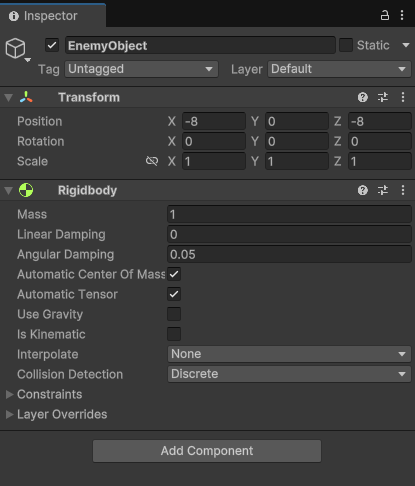 Inspector
EnemyObject Static
Tag Untagged Layer Default
Transform
Position X -8 Y 0 Z -8
Rotation X 0 Y 0 Z 0
Scale X 1 Y 1 Z 1
Rigidbody
Mass 1
Linear Damping 0
Angular Damping 0.05
Automatic Center Of Mass
Automatic Tensor
Use Gravity
Is Kinematic
Interpolate None
Collision Detection Discrete
Constraints
Layer Overrides
Add Component